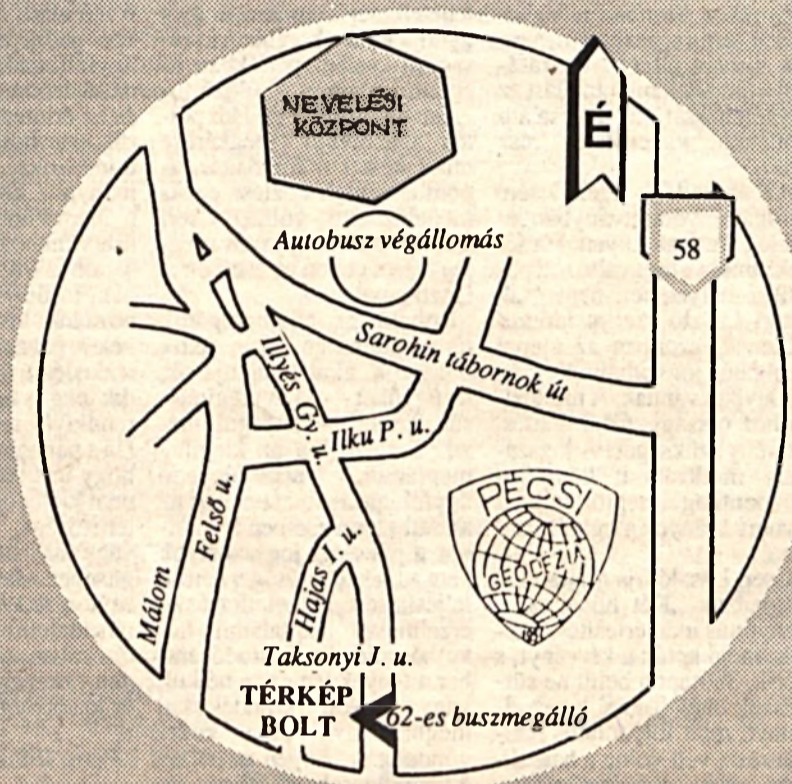 NEVELÉSI
KÖZPONT
É
58
Autobusz végállomás
Sarohin tábornok út
Illyés Gy. u.
Ilku P. u.
PÉCSI
GEODÉZIA
Felső u.
Málom
Hajas I. u.
Taksonyi J. u.
TÉRKÉP
BOLT
62-es buszmegálló